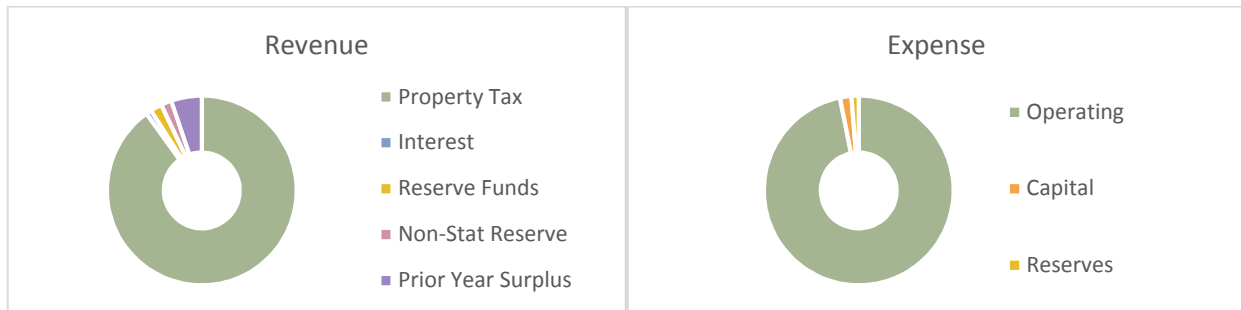 Revenue
Property Tax
Interest
Reserve Funds
Non-Stat Reserve
Prior Year Surplus
Expense
Operating
Capital
Reserves